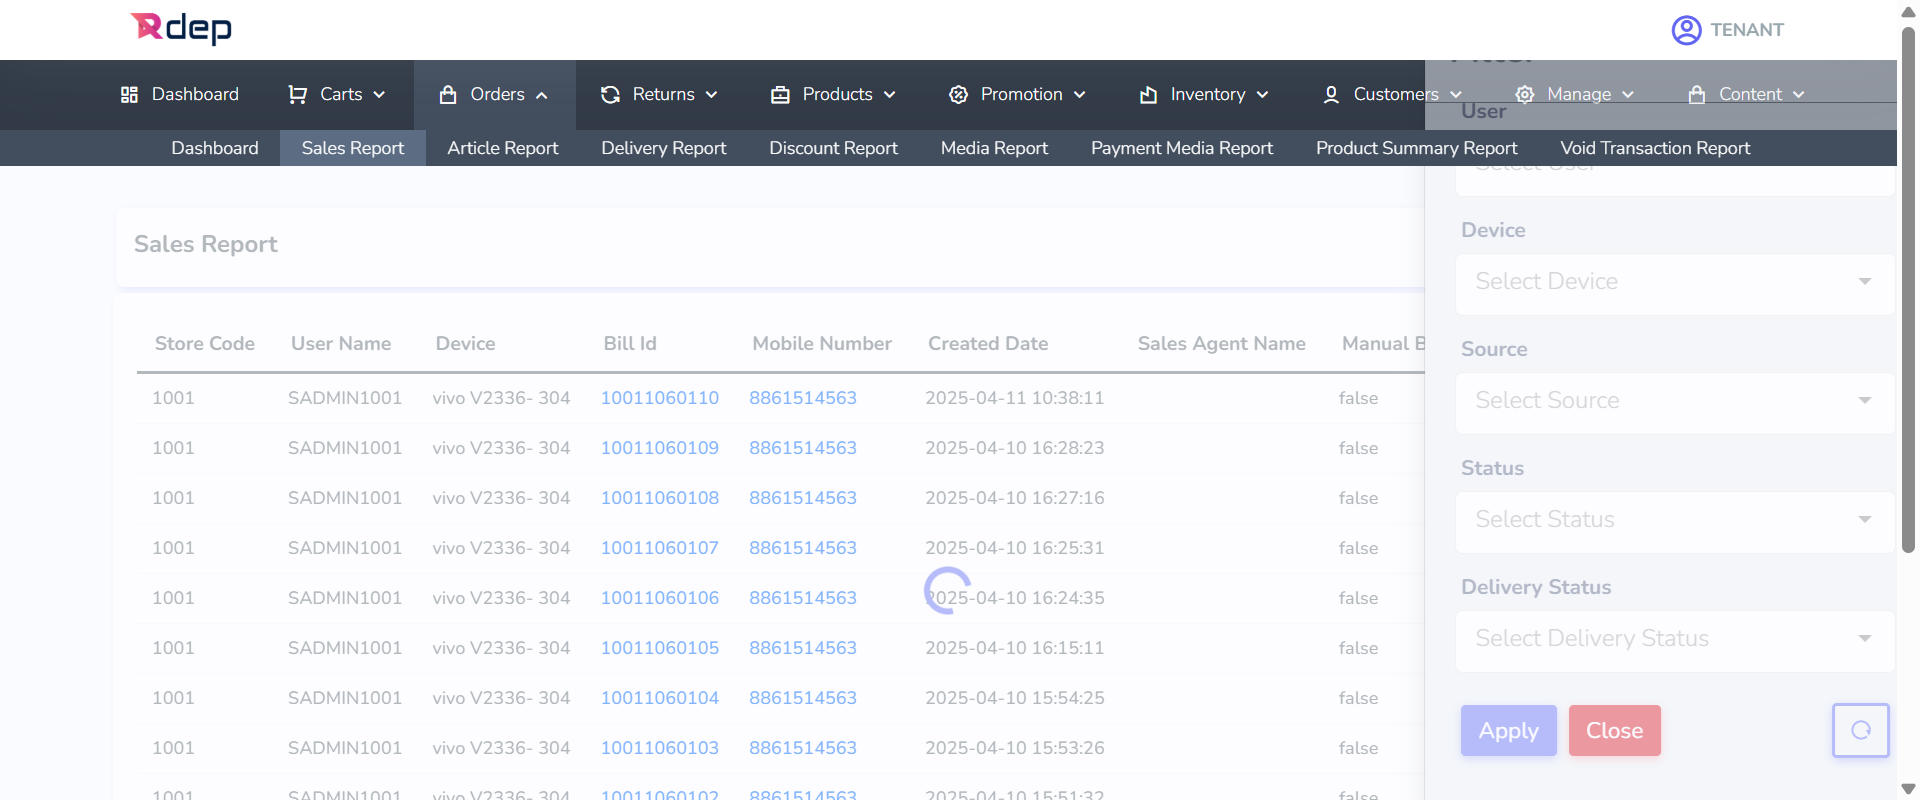 Rdep
TENANT
Dashboard Carts Orders Returns Products Promotion Inventory Customers Manage Content
Dashboard Sales Report Article Report Delivery Report Discount Report Media Report Payment Media Report Product Summary Report Void Transaction Report
User
Sales Report
Store Code User Name Device Bill Id Mobile Number Created Date Sales Agent Name Manual B
1001 SADMIN1001 vivo V2336- 304 10011060110 8861514563 2025-04-11 10:38:11 false
1001 SADMIN1001 vivo V2336- 304 10011060109 8861514563 2025-04-10 16:28:23 false
1001 SADMIN1001 vivo V2336- 304 10011060108 8861514563 2025-04-10 16:27:16 false
1001 SADMIN1001 vivo V2336- 304 10011060107 8861514563 2025-04-10 16:25:31 false
1001 SADMIN1001 vivo V2336- 304 10011060106 8861514563 2025-04-10 16:24:35 false
1001 SADMIN1001 vivo V2336- 304 10011060105 8861514563 2025-04-10 16:15:11 false
1001 SADMIN1001 vivo V2336- 304 10011060104 8861514563 2025-04-10 15:54:25 false
1001 SADMIN1001 vivo V2336- 304 10011060103 8861514563 2025-04-10 15:53:26 false
1001 SADMIN1001 vivo V2336- 304 10011060102 8861514563 2025-04-10 15:51:32 false
Select User
Device
Select Device
Source
Select Source
Status
Select Status
Delivery Status
Select Delivery Status
Apply Close